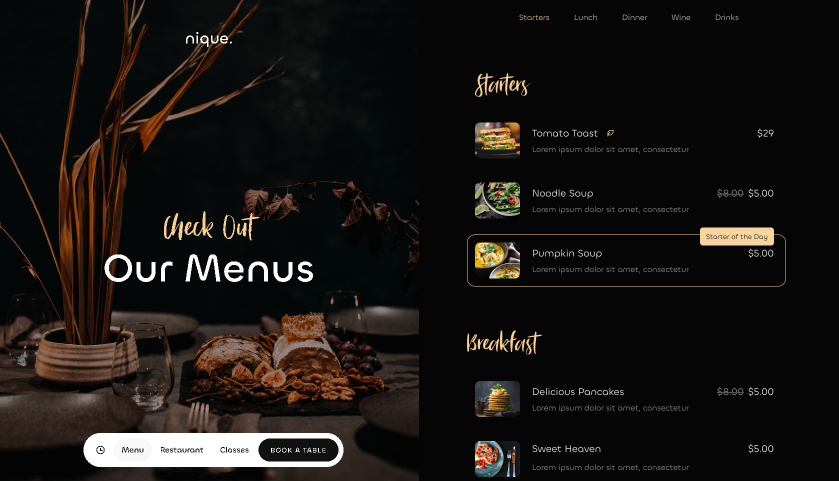 nique.
Check Out
Our Menus
Menu Restaurant Classes BOOK A TABLE
Starters Lunch Dinner Wine Drinks
Starters
Tomato Toast $29
Lorem ipsum dolor sit amet, consectetur
Noodle Soup $8.00 $5.00
Lorem ipsum dolor sit amet, consectetur
Starter of the Day
Pumpkin Soup $5.00
Lorem ipsum dolor sit amet, consectetur
Breakfast
Delicious Pancakes $8.00 $5.00
Lorem ipsum dolor sit amet, consectetur
Sweet Heaven $5.00
Lorem ipsum dolor sit amet, consectetur